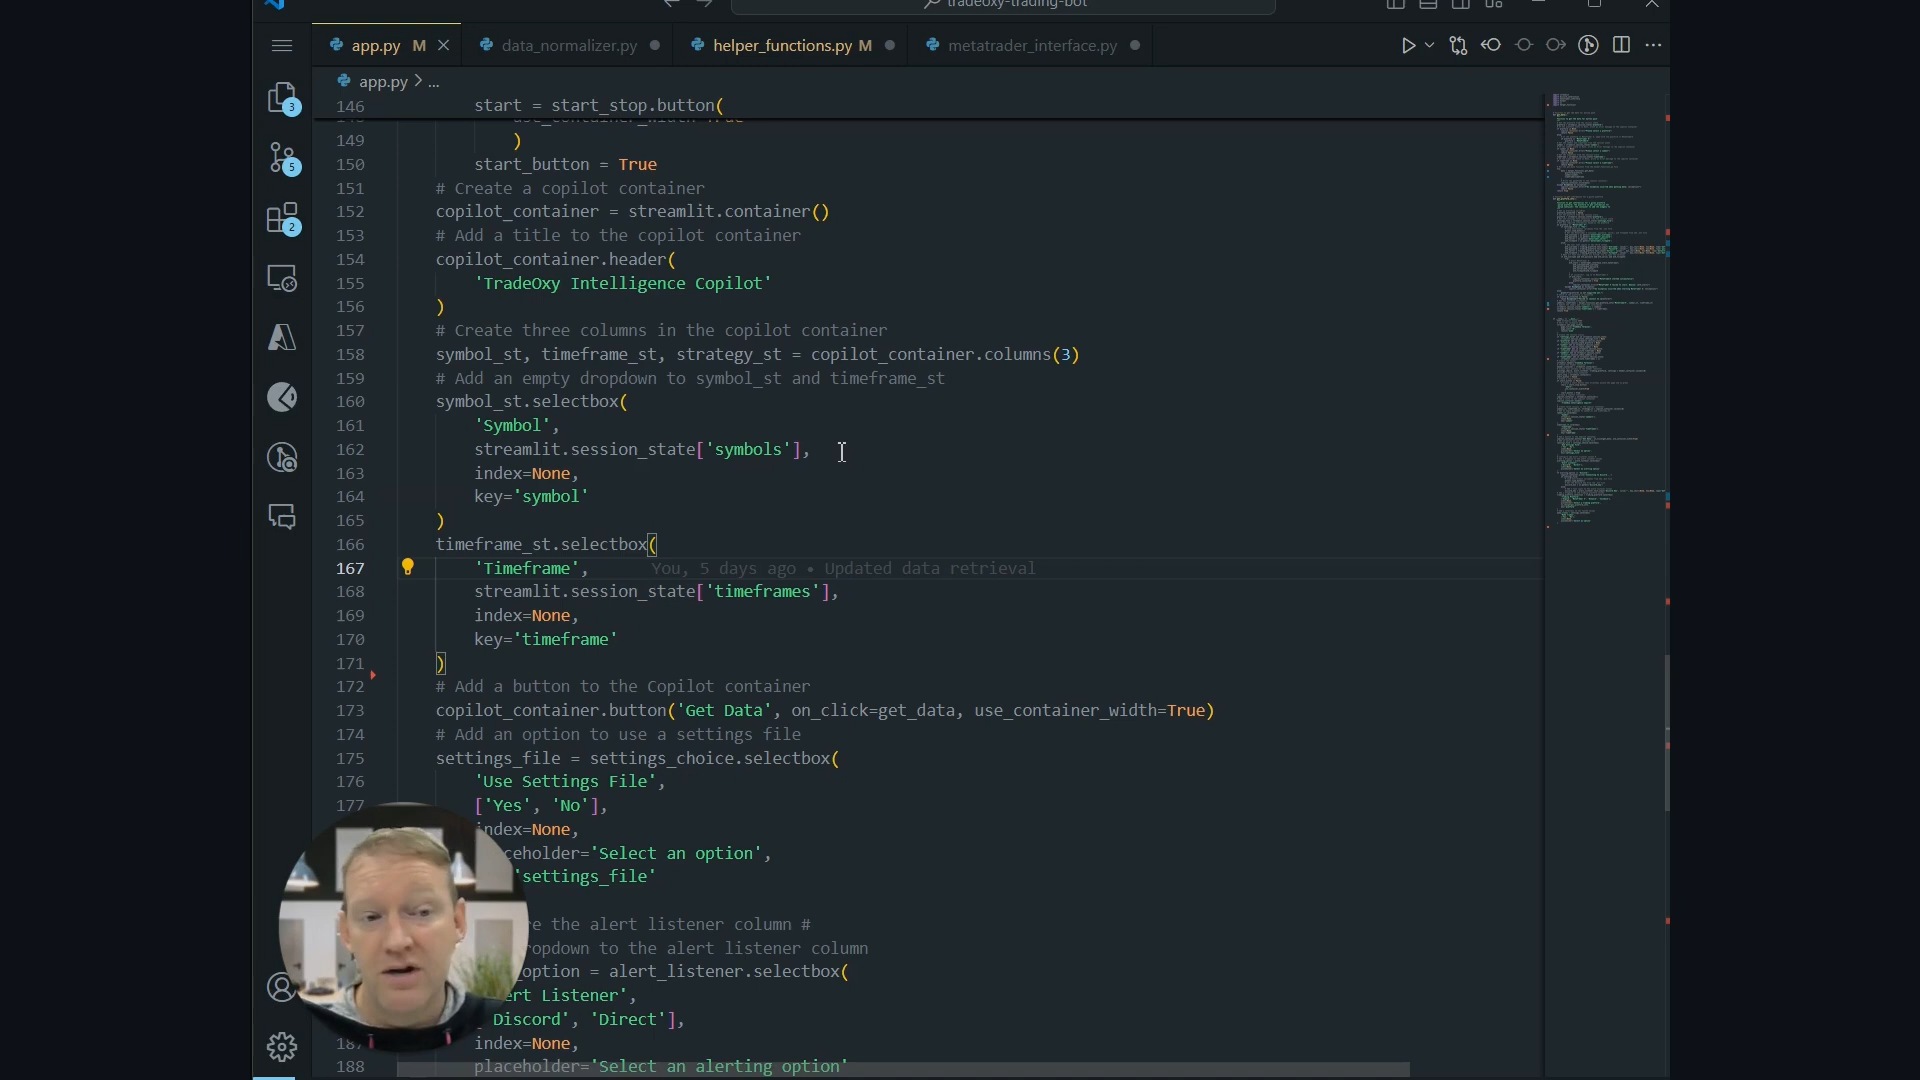 tradeoxy-trading-bot
app.py M
data_normalizer.py
helper_functions.py M
metatrader_interface.py
app.py > ...
3
5
2
146 start = start_stop.button(
149 )
150 start_button = True
151 # Create a copilot container
152 copilot_container = streamlit.container()
153 # Add a title to the copilot container
154 copilot_container.header(
155 'TradeOxy Intelligence Copilot'
156 )
157 # Create three columns in the copilot container
158 symbol_st, timeframe_st, strategy_st = copilot_container.columns(3)
159 # Add an empty dropdown to symbol_st and timeframe_st
160 symbol_st.selectbox(
161 'Symbol',
162 streamlit.session_state['symbols'],
163 index=None,
164 key='symbol'
165 )
166 timeframe_st.selectbox(
167 'Timeframe', You, 5 days ago • Updated data retrieval
168 streamlit.session_state['timeframes'],
169 index=None,
170 key='timeframe'
171 )
172 # Add a button to the Copilot container
173 copilot_container.button('Get Data', on_click=get_data, use_container_width=True)
174 # Add an option to use a settings file
175 settings_file = settings_choice.selectbox(
176 'Use Settings File',
177 ['Yes', 'No'],
index=None,
ceholder='Select an option',
'settings_file'
re the alert listener column #
ropdown to the alert listener column
option = alert_listener.selectbox(
ert Listener',
Discord', 'Direct'],
187 index=None,
188 placeholder='Select an alerting option'